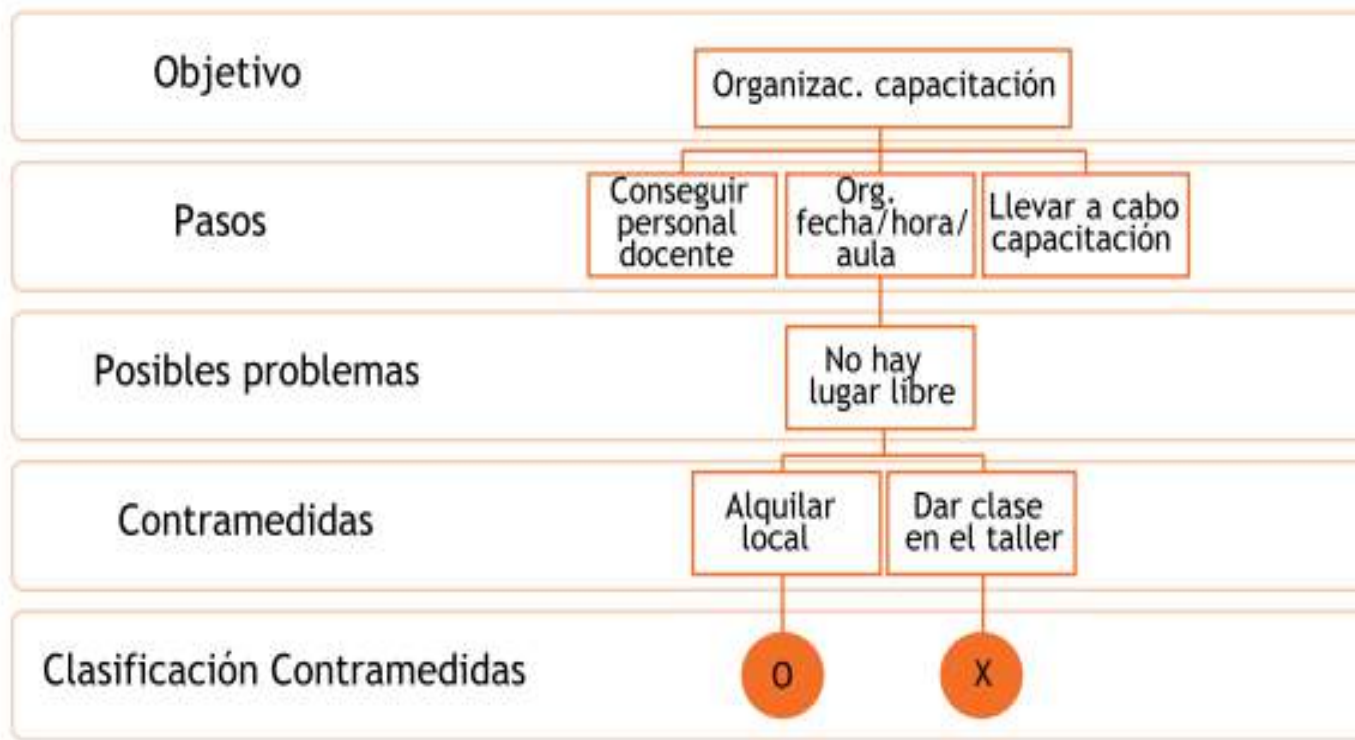 Objetivo
Organizac. capacitación
Pasos
Conseguir
personal
docente
Org.
fecha/hora/
aula
Llevar a cabo
capacitación
Posibles problemas
No hay
lugar libre
Contramedidas
Alquilar
local
Dar clase
en el taller
Clasificación Contramedidas
O
X